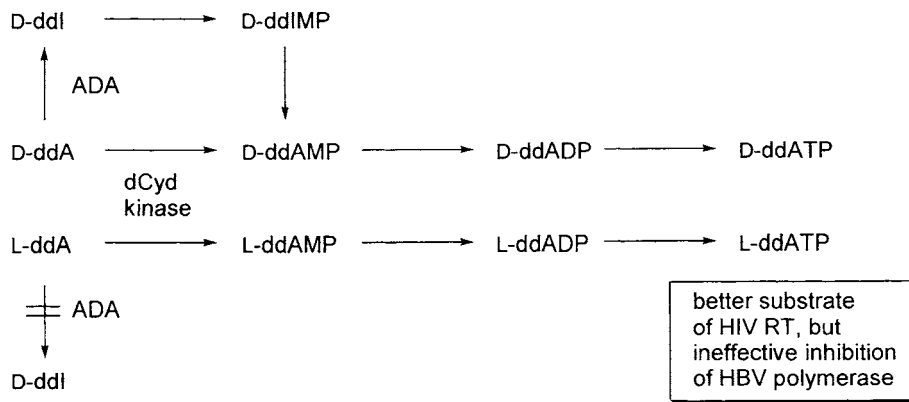 D-ddI D-ddIMP
ADA
D-ddA D-ddAMP D-ddADP D-ddATP
dCyd
kinase
L-ddA L-ddAMP L-ddADP L-ddATP
ADA
D-ddI
better substrate
of HIV RT, but
ineffective inhibition
of HBV polymerase